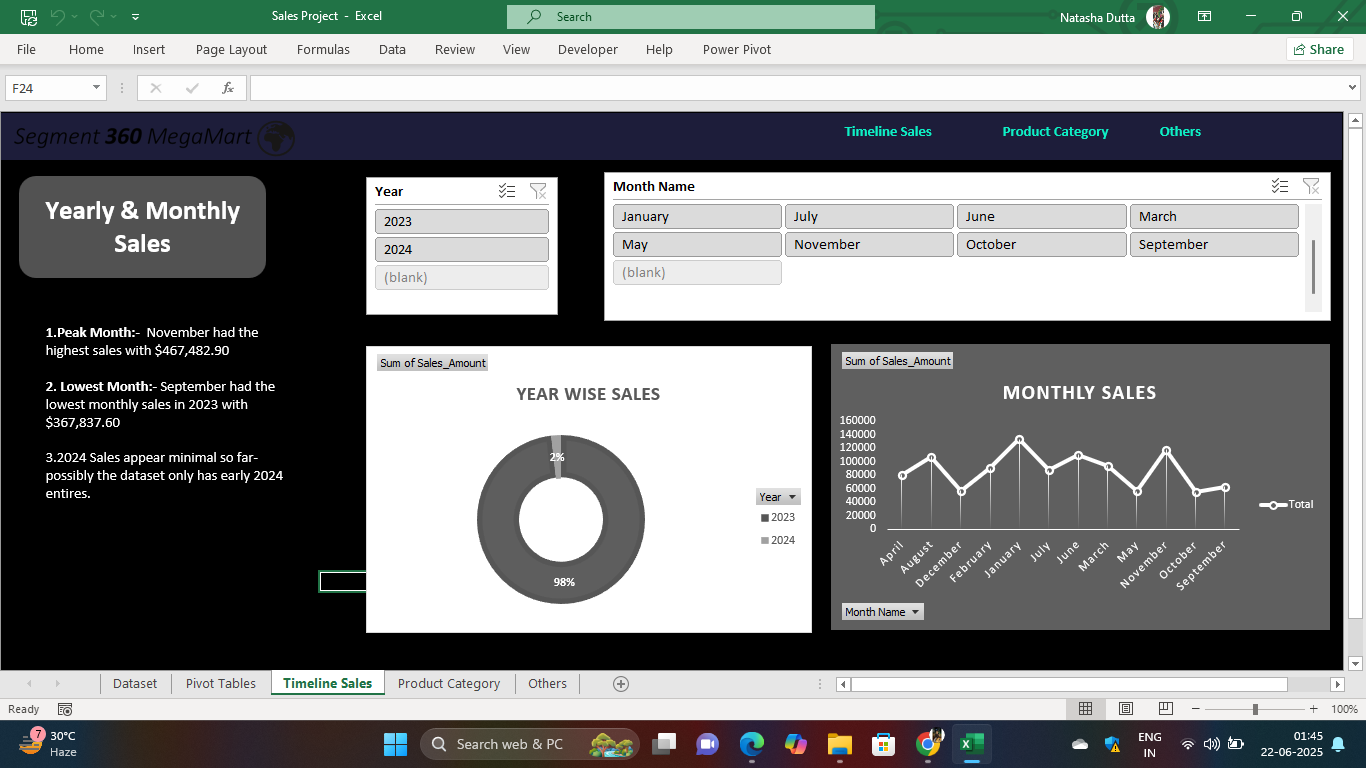 Sales Project - Excel
Search
Natasha Dutta
File Home Insert Page Layout Formulas Data Review View Developer Help Power Pivot
Share
F24
fx
Segment 360 MegaMart
Timeline Sales Product Category Others
Yearly & Monthly
Sales
Year
2023
2024
(blank)
Month Name
January July June March
May November October September
(blank)
1.Peak Month:- November had the
highest sales with $467,482.90
2. Lowest Month:- September had the
lowest monthly sales in 2023 with
$367,837.60
3.2024 Sales appear minimal so far-
possibly the dataset only has early 2024
entires.
Sum of Sales_Amount
YEAR WISE SALES
2%
98%
Year
2023
2024
Sum of Sales_Amount
MONTHLY SALES
160000
140000
120000
100000
80000
60000
40000
20000
0
April
August
December
February
January
July
June
March
May
November
October
September
Total
Month Name
Dataset Pivot Tables Timeline Sales Product Category Others
Ready
100%
7
30°C
Haze
Search web & PC
ENG
IN
01:45
22-06-2025